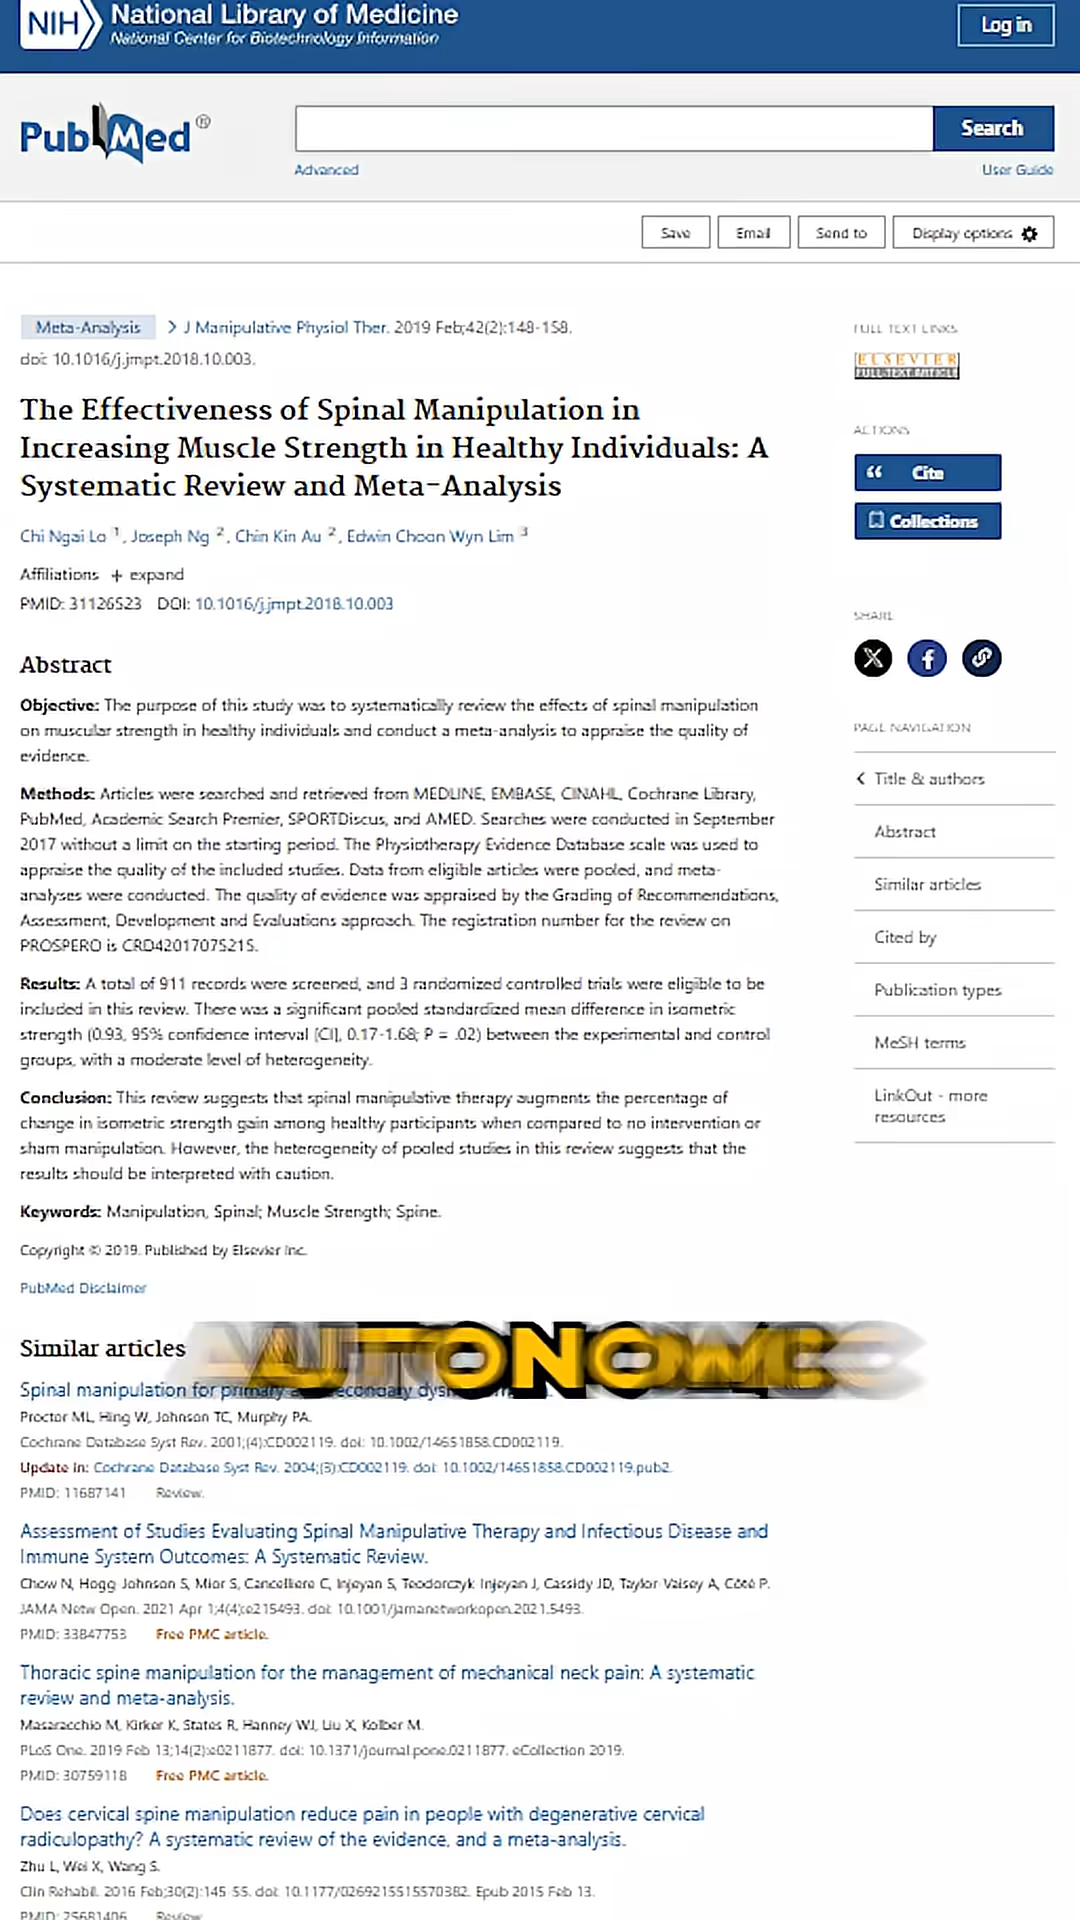 NIH
National Library of Medicine
National Center for Biotechnology Information
Log in
PubMed®
Search
Advanced
User Guide
Save
Email
Send to
Display options
Meta-Analysis
J Manipulative Physiol Ther. 2019 Feb;42(2):148-158.
doi: 10.1016/j.jmpt.2018.10.003.
The Effectiveness of Spinal Manipulation in
Increasing Muscle Strength in Healthy Individuals: A
Systematic Review and Meta-Analysis
Chi Ngai Lo 1, Joseph Ng 2, Chin Kin Au 2, Edwin Choon Wyn Lim 3
Affiliations + expand
PMID: 31126523 DOI: 10.1016/j.jmpt.2018.10.003
Abstract
Objective: The purpose of this study was to systematically review the effects of spinal manipulation
on muscular strength in healthy individuals and conduct a meta-analysis to appraise the quality of
evidence.
Methods: Articles were searched and retrieved from MEDLINE, EMBASE, CINAHL, Cochrane Library,
PubMed, Academic Search Premier, SPORTDiscus, and AMED. Searches were conducted in September
2017 without a limit on the starting period. The Physiotherapy Evidence Database scale was used to
appraise the quality of the included studies. Data from eligible articles were pooled, and meta-
analyses were conducted. The quality of evidence was appraised by the Grading of Recommendations,
Assessment, Development and Evaluations approach. The registration number for the review on
PROSPERO is CRD42017075215.
Results: A total of 911 records were screened, and 3 randomized controlled trials were eligible to be
included in this review. There was a significant pooled standardized mean difference in isometric
strength (0.93, 95% confidence interval [CI], 0.17-1.68; P = .02) between the experimental and control
groups, with a moderate level of heterogeneity.
Conclusion: This review suggests that spinal manipulative therapy augments the percentage of
change in isometric strength gain among healthy participants when compared to no intervention or
sham manipulation. However, the heterogeneity of pooled studies in this review suggests that the
results should be interpreted with caution.
Keywords: Manipulation, Spinal; Muscle Strength; Spine.
Copyright © 2019. Published by Elsevier Inc.
PubMed Disclaimer
Similar articles
Spinal manipulation for primary
Proctor ML, Hing W, Johnson TC, Murphy PA.
Cochrane Database Syst Rev. 2001;(4):CD002119. doi: 10.1002/14651858.CD002119.
Update in: Cochrane Database Syst Rev. 2004;(3):CD002119. doi: 10.1002/14651858.CD002119.pub2.
PMID: 11687141 Review.
Assessment of Studies Evaluating Spinal Manipulative Therapy and Infectious Disease and
Immune System Outcomes: A Systematic Review.
Chow N, Hogg-Johnson S, Mior S, Cancelliere C, Injeyan S, Teodorczyk-Injeyan J, Cassidy JD, Taylor-Vaisey A, Côté P.
JAMA Netw Open. 2021 Apr 1;4(4):e215493. doi: 10.1001/jamanetworkopen.2021.5493.
PMID: 33847753 Free PMC article.
Thoracic spine manipulation for the management of mechanical neck pain: A systematic
review and meta-analysis.
Masaracchio M, Kirker K, States R, Hanney WJ, Liu X, Kolber M.
PLoS One. 2019 Feb 13;14(2):e0211877. doi: 10.1371/journal.pone.0211877. eCollection 2019.
PMID: 30759118 Free PMC article.
Does cervical spine manipulation reduce pain in people with degenerative cervical
radiculopathy? A systematic review of the evidence, and a meta-analysis.
Zhu L, Wei X, Wang S.
Clin Rehabil. 2016 Feb;30(2):145-55. doi: 10.1177/0269215515570382. Epub 2015 Feb 13.
PMID: 25681406 Review.
FULL TEXT LINKS
ELSEVIER
FULL-TEXT ARTICLE
ACTIONS
Cite
Collections
SHARE
PAGE NAVIGATION
Title & authors
Abstract
Similar articles
Cited by
Publication types
MeSH terms
LinkOut - more
resources